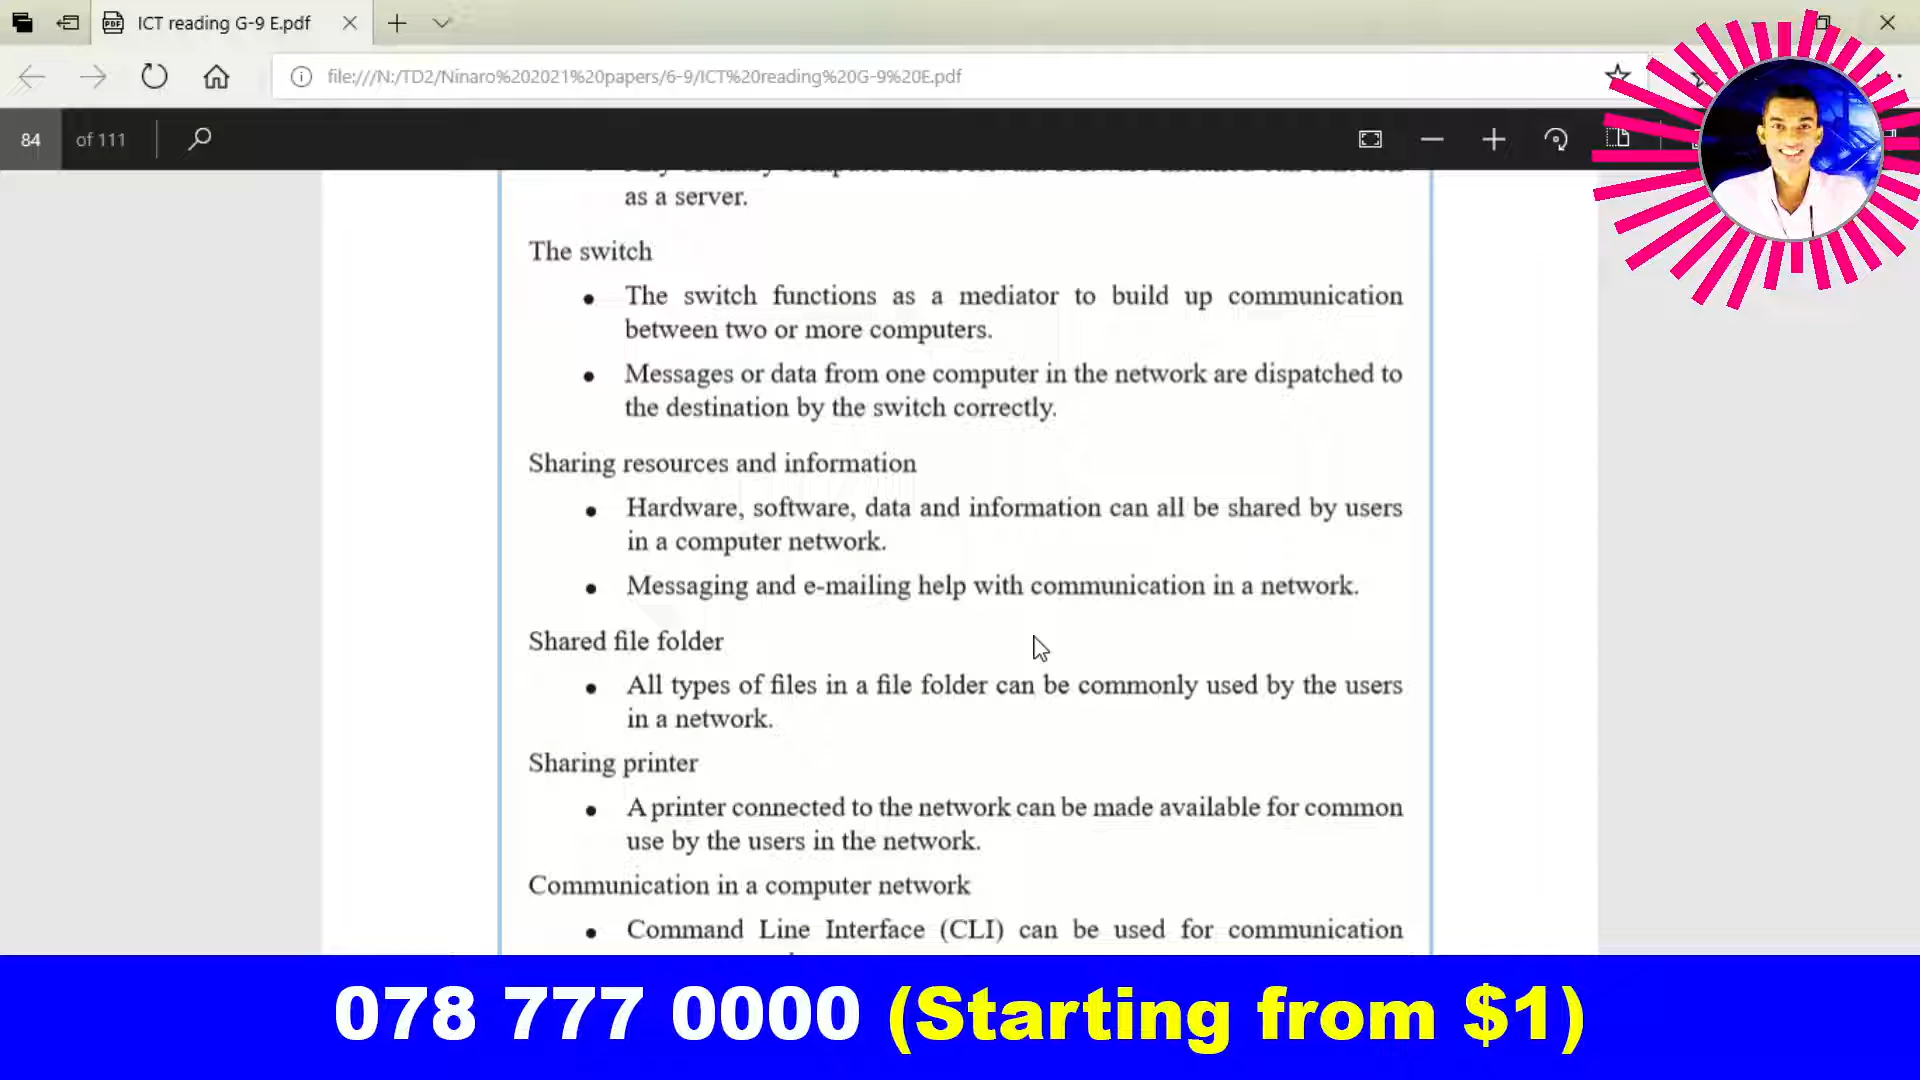 ICT reading G-9 E.pdf
file:///N:/TD2/Ninaro%202021%20papers/6-9/ICT%20reading%20G-9%20E.pdf
84 of 111
as a server.
The switch
• The switch functions as a mediator to build up communication
between two or more computers.
• Messages or data from one computer in the network are dispatched to
the destination by the switch correctly.
Sharing resources and information
• Hardware, software, data and information can all be shared by users
in a computer network.
• Messaging and e-mailing help with communication in a network.
Shared file folder
• All types of files in a file folder can be commonly used by the users
in a network.
Sharing printer
• A printer connected to the network can be made available for common
use by the users in the network.
Communication in a computer network
• Command Line Interface (CLI) can be used for communication
078 777 0000 (Starting from $1)